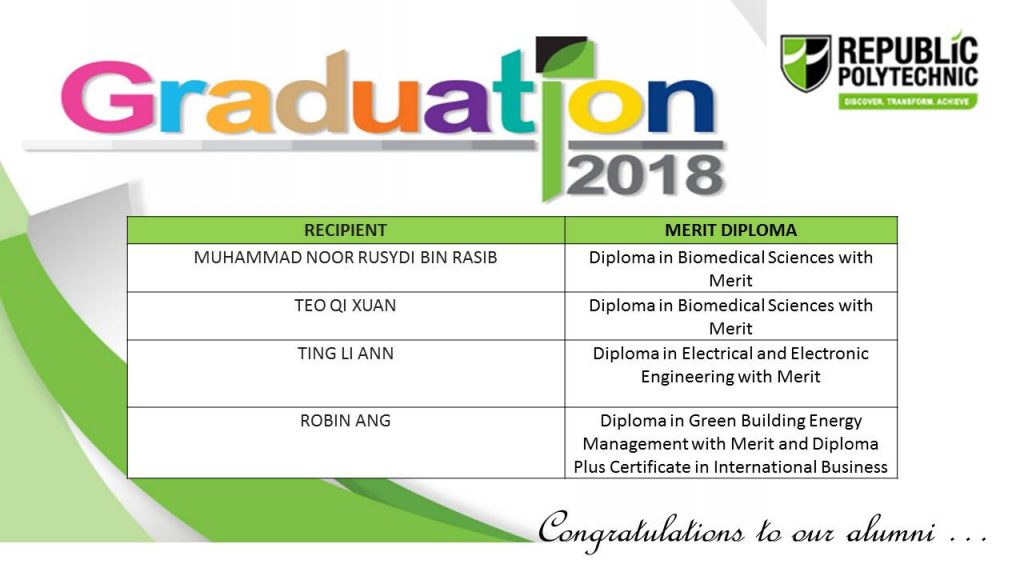 Graduation
2018
REPUBLIC
POLYTECHNIC
DISCOVER. TRANSFORM. ACHIEVE
RECIPIENT
MERIT DIPLOMA
MUHAMMAD NOOR RUSYDI BIN RASIB
Diploma in Biomedical Sciences with
Merit
TEO QI XUAN
Diploma in Biomedical Sciences with
Merit
TING LI ANN
Diploma in Electrical and Electronic
Engineering with Merit
ROBIN ANG
Diploma in Green Building Energy
Management with Merit and Diploma
Plus Certificate in International Business
Congratulations to our alumni ...